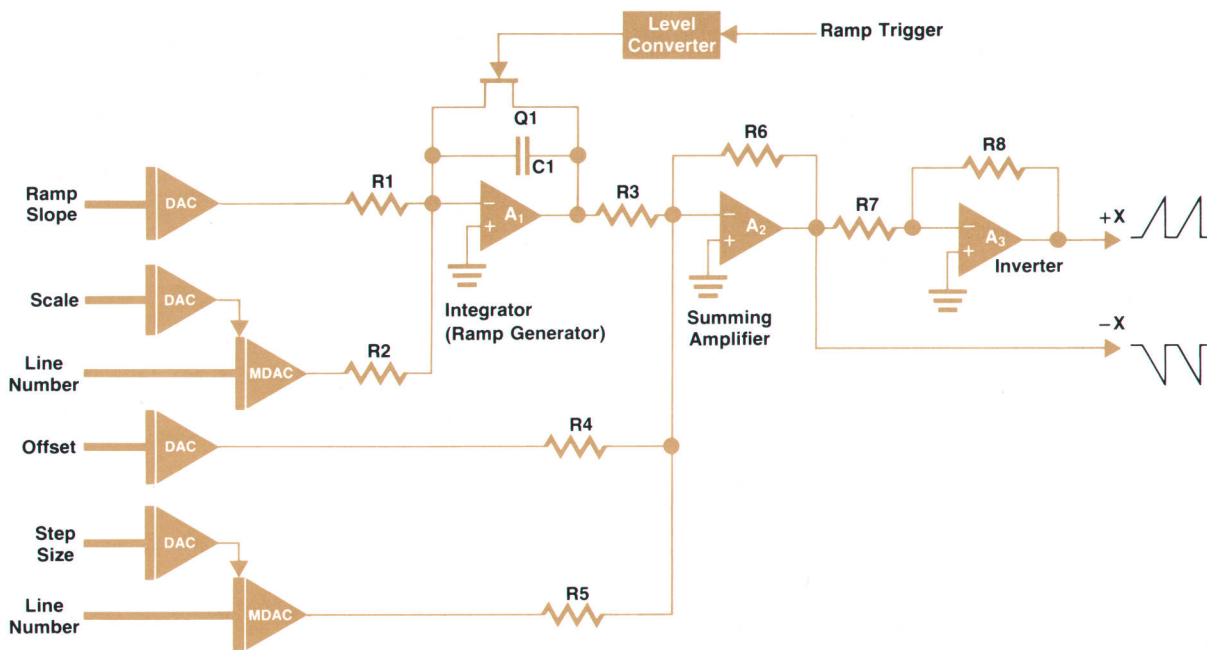 Level
Converter
Ramp Trigger
Q1
C1
R6
R8
Ramp
Slope
DAC
R1
−
+
A1
R3
−
+
A2
R7
−
+
A3
Inverter
+X
Integrator
(Ramp Generator)
Summing
Amplifier
−X
Scale
DAC
Line
Number
MDAC
R2
Offset
DAC
R4
Step
Size
DAC
Line
Number
MDAC
R5